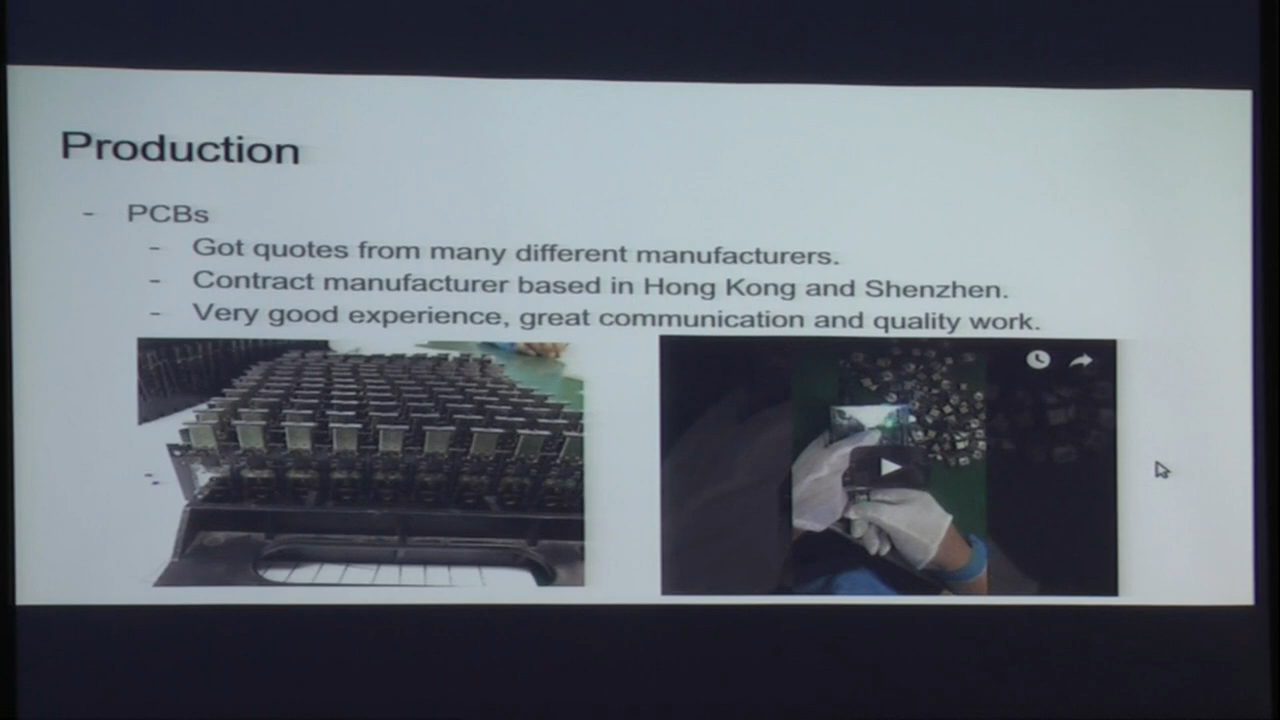 Production
- PCBs
- Got quotes from many different manufacturers.
- Contract manufacturer based in Hong Kong and Shenzhen.
- Very good experience, great communication and quality work.